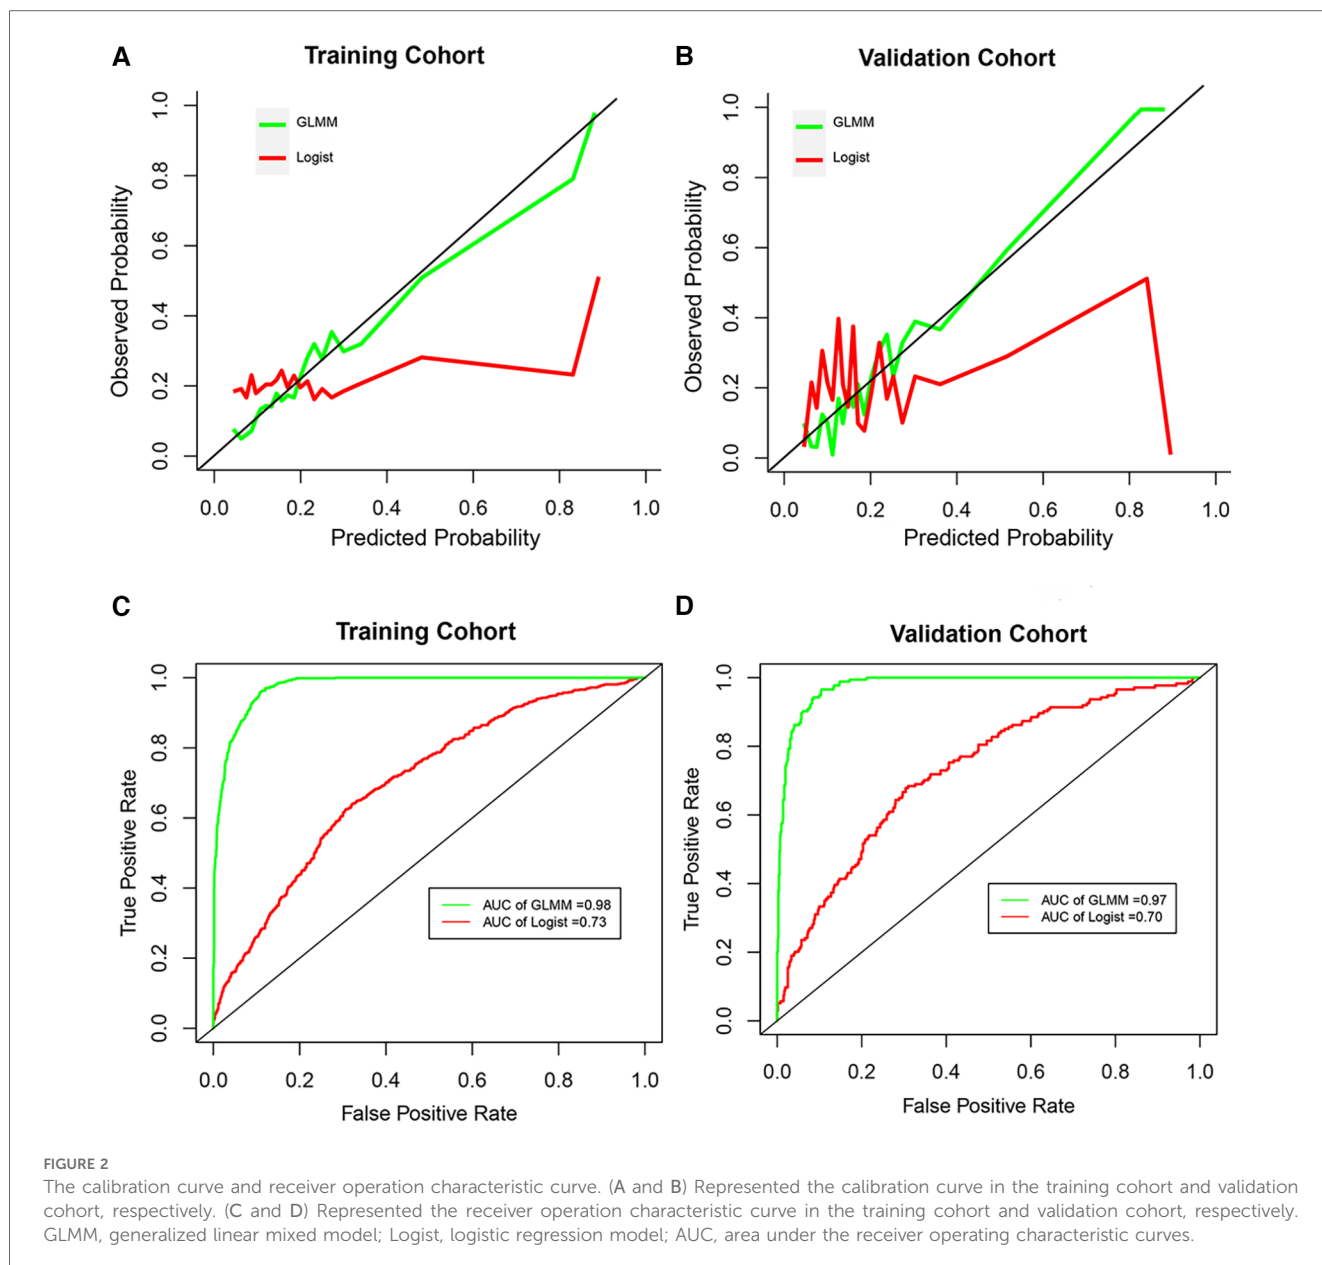 A
Training Cohort
GLMM
Logist
Observed Probability
0.0 0.2 0.4 0.6 0.8 1.0
0.0 0.2 0.4 0.6 0.8 1.0
Predicted Probability
B
Validation Cohort
GLMM
Logist
Observed Probability
0.0 0.2 0.4 0.6 0.8 1.0
0.0 0.2 0.4 0.6 0.8 1.0
Predicted Probability
C
Training Cohort
True Positive Rate
0.0 0.2 0.4 0.6 0.8 1.0
AUC of GLMM =0.98
AUC of Logist =0.73
0.0 0.2 0.4 0.6 0.8 1.0
False Positive Rate
D
Validation Cohort
True Positive Rate
0.0 0.2 0.4 0.6 0.8 1.0
AUC of GLMM =0.97
AUC of Logist =0.70
0.0 0.2 0.4 0.6 0.8 1.0
False Positive Rate
FIGURE 2
The calibration curve and receiver operation characteristic curve. (A and B) Represented the calibration curve in the training cohort and validation
cohort, respectively. (C and D) Represented the receiver operation characteristic curve in the training cohort and validation cohort, respectively.
GLMM, generalized linear mixed model; Logist, logistic regression model; AUC, area under the receiver operating characteristic curves.